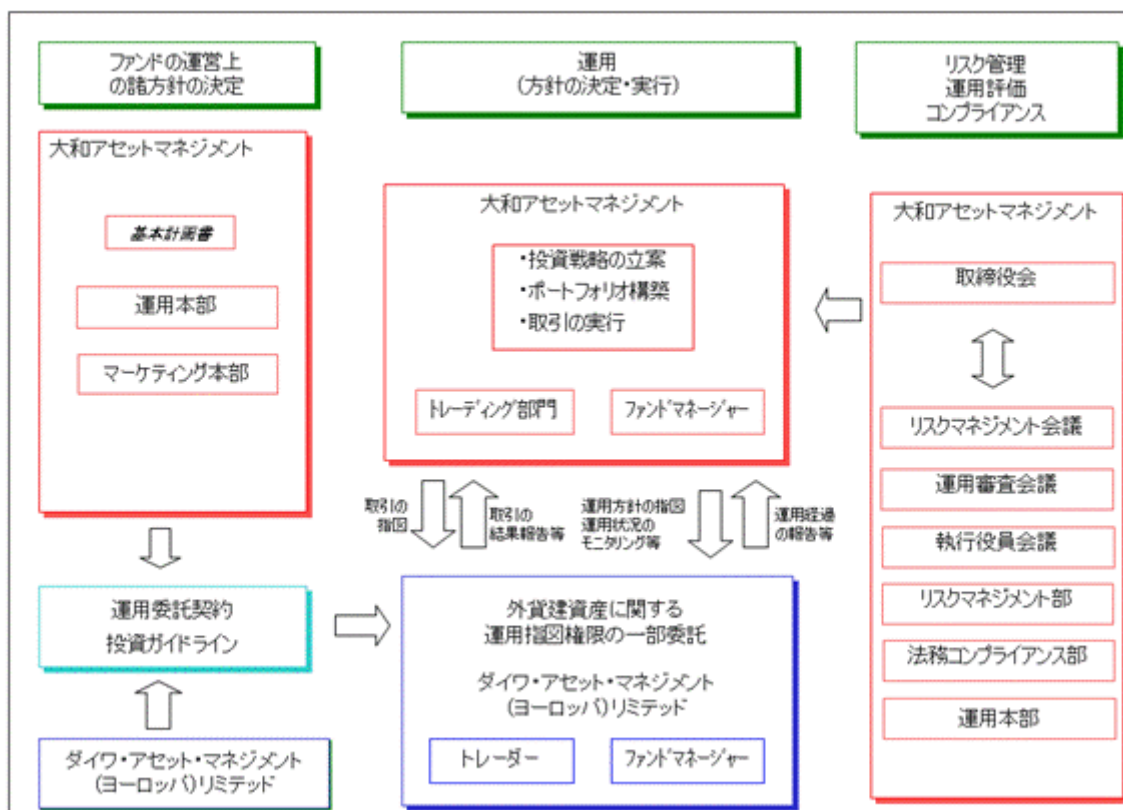 ファンドの運営上
の諸方針の決定
運用
(方針の決定・実行)
リスク管理
運用評価
コンプライアンス
大和アセットマネジメント
基本計画書
運用本部
マーケティング本部
大和アセットマネジメント
・投資戦略の立案
・ポートフォリオ構築
・取引の実行
トレーディング部門
ファンドマネージャー
大和アセットマネジメント
取締役会
リスクマネジメント会議
運用審査会議
執行役員会議
リスクマネジメント部
法務コンプライアンス部
運用本部
取引の
指図
取引の
結果報告等
運用方針の指図
運用状況の
モニタリング等
運用経過
の報告等
運用委託契約
投資ガイドライン
外貨建資産に関する
運用指図権限の一部委託
ダイワ・アセット・マネジメント
(ヨーロッパ)リミテッド
トレーダー
ファンドマネージャー
ダイワ・アセット・マネジメント
(ヨーロッパ)リミテッド